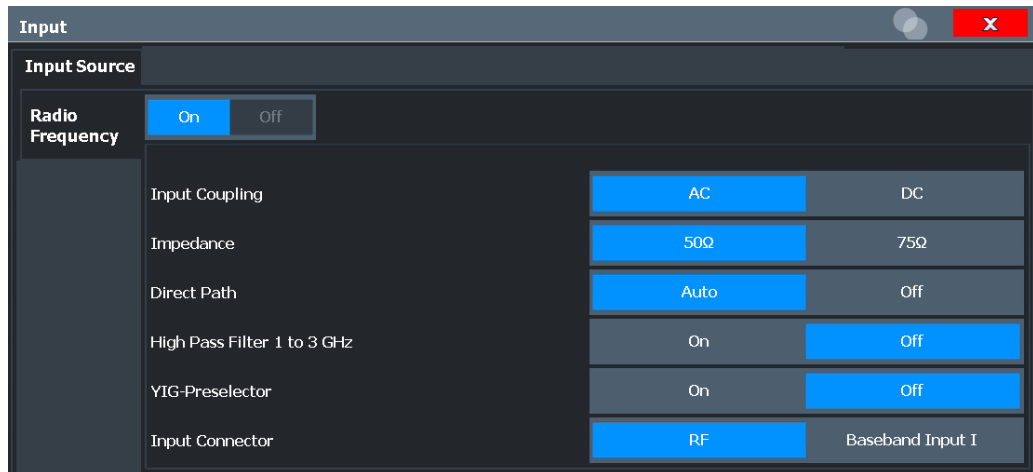 Input
X
Input Source
Radio
Frequency
On Off
Input Coupling AC DC
Impedance 50Ω 75Ω
Direct Path Auto Off
High Pass Filter 1 to 3 GHz On Off
YIG-Preselector On Off
Input Connector RF Baseband Input I